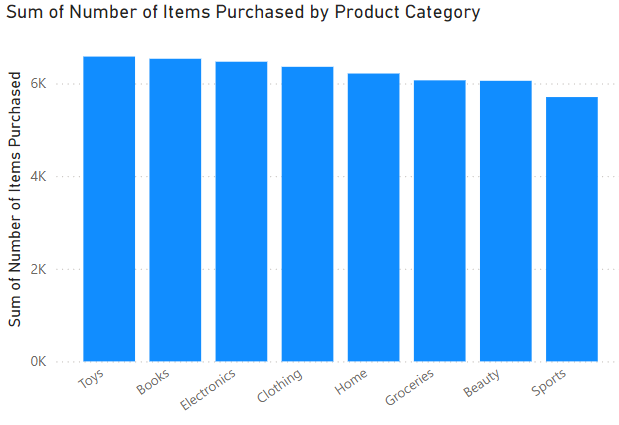 Sum of Number of Items Purchased by Product Category
Sum of Number of Items Purchased
6K
4K
2K
0K
Toys
Books
Electronics
Clothing
Home
Groceries
Beauty
Sports